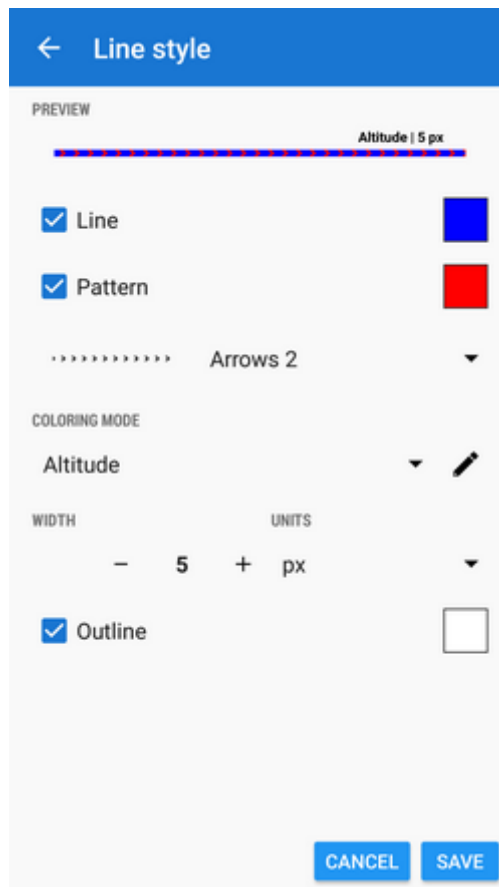 Line style
PREVIEW
Altitude | 5 px
Line
Pattern
Arrows 2
COLORING MODE
Altitude
WIDTH UNITS
− 5 + px
Outline
CANCEL SAVE